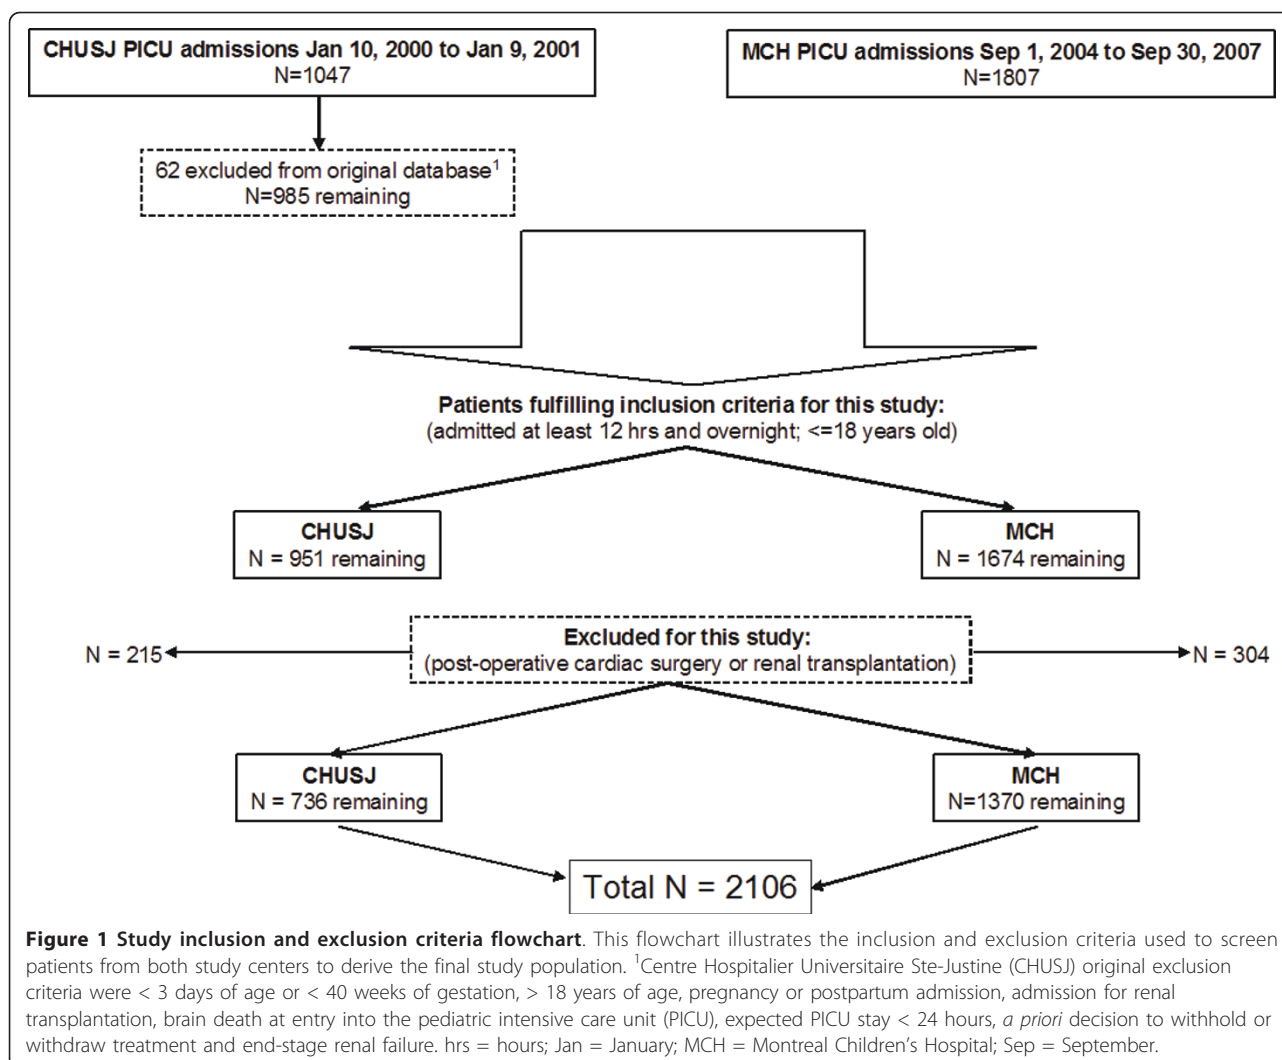 CHUSJ PICU admissions Jan 10, 2000 to Jan 9, 2001
N=1047
MCH PICU admissions Sep 1, 2004 to Sep 30, 2007
N=1807
62 excluded from original database¹
N=985 remaining
Patients fulfilling inclusion criteria for this study:
(admitted at least 12 hrs and overnight; <=18 years old)
CHUSJ
N = 951 remaining
MCH
N = 1674 remaining
N = 215
Excluded for this study:
(post-operative cardiac surgery or renal transplantation)
N = 304
CHUSJ
N = 736 remaining
MCH
N=1370 remaining
Total N = 2106
Figure 1 Study inclusion and exclusion criteria flowchart. This flowchart illustrates the inclusion and exclusion criteria used to screen
patients from both study centers to derive the final study population. ¹Centre Hospitalier Universitaire Ste-Justine (CHUSJ) original exclusion
criteria were < 3 days of age or < 40 weeks of gestation, > 18 years of age, pregnancy or postpartum admission, admission for renal
transplantation, brain death at entry into the pediatric intensive care unit (PICU), expected PICU stay < 24 hours, a priori decision to withhold or
withdraw treatment and end-stage renal failure. hrs = hours; Jan = January; MCH = Montreal Children's Hospital; Sep = September.